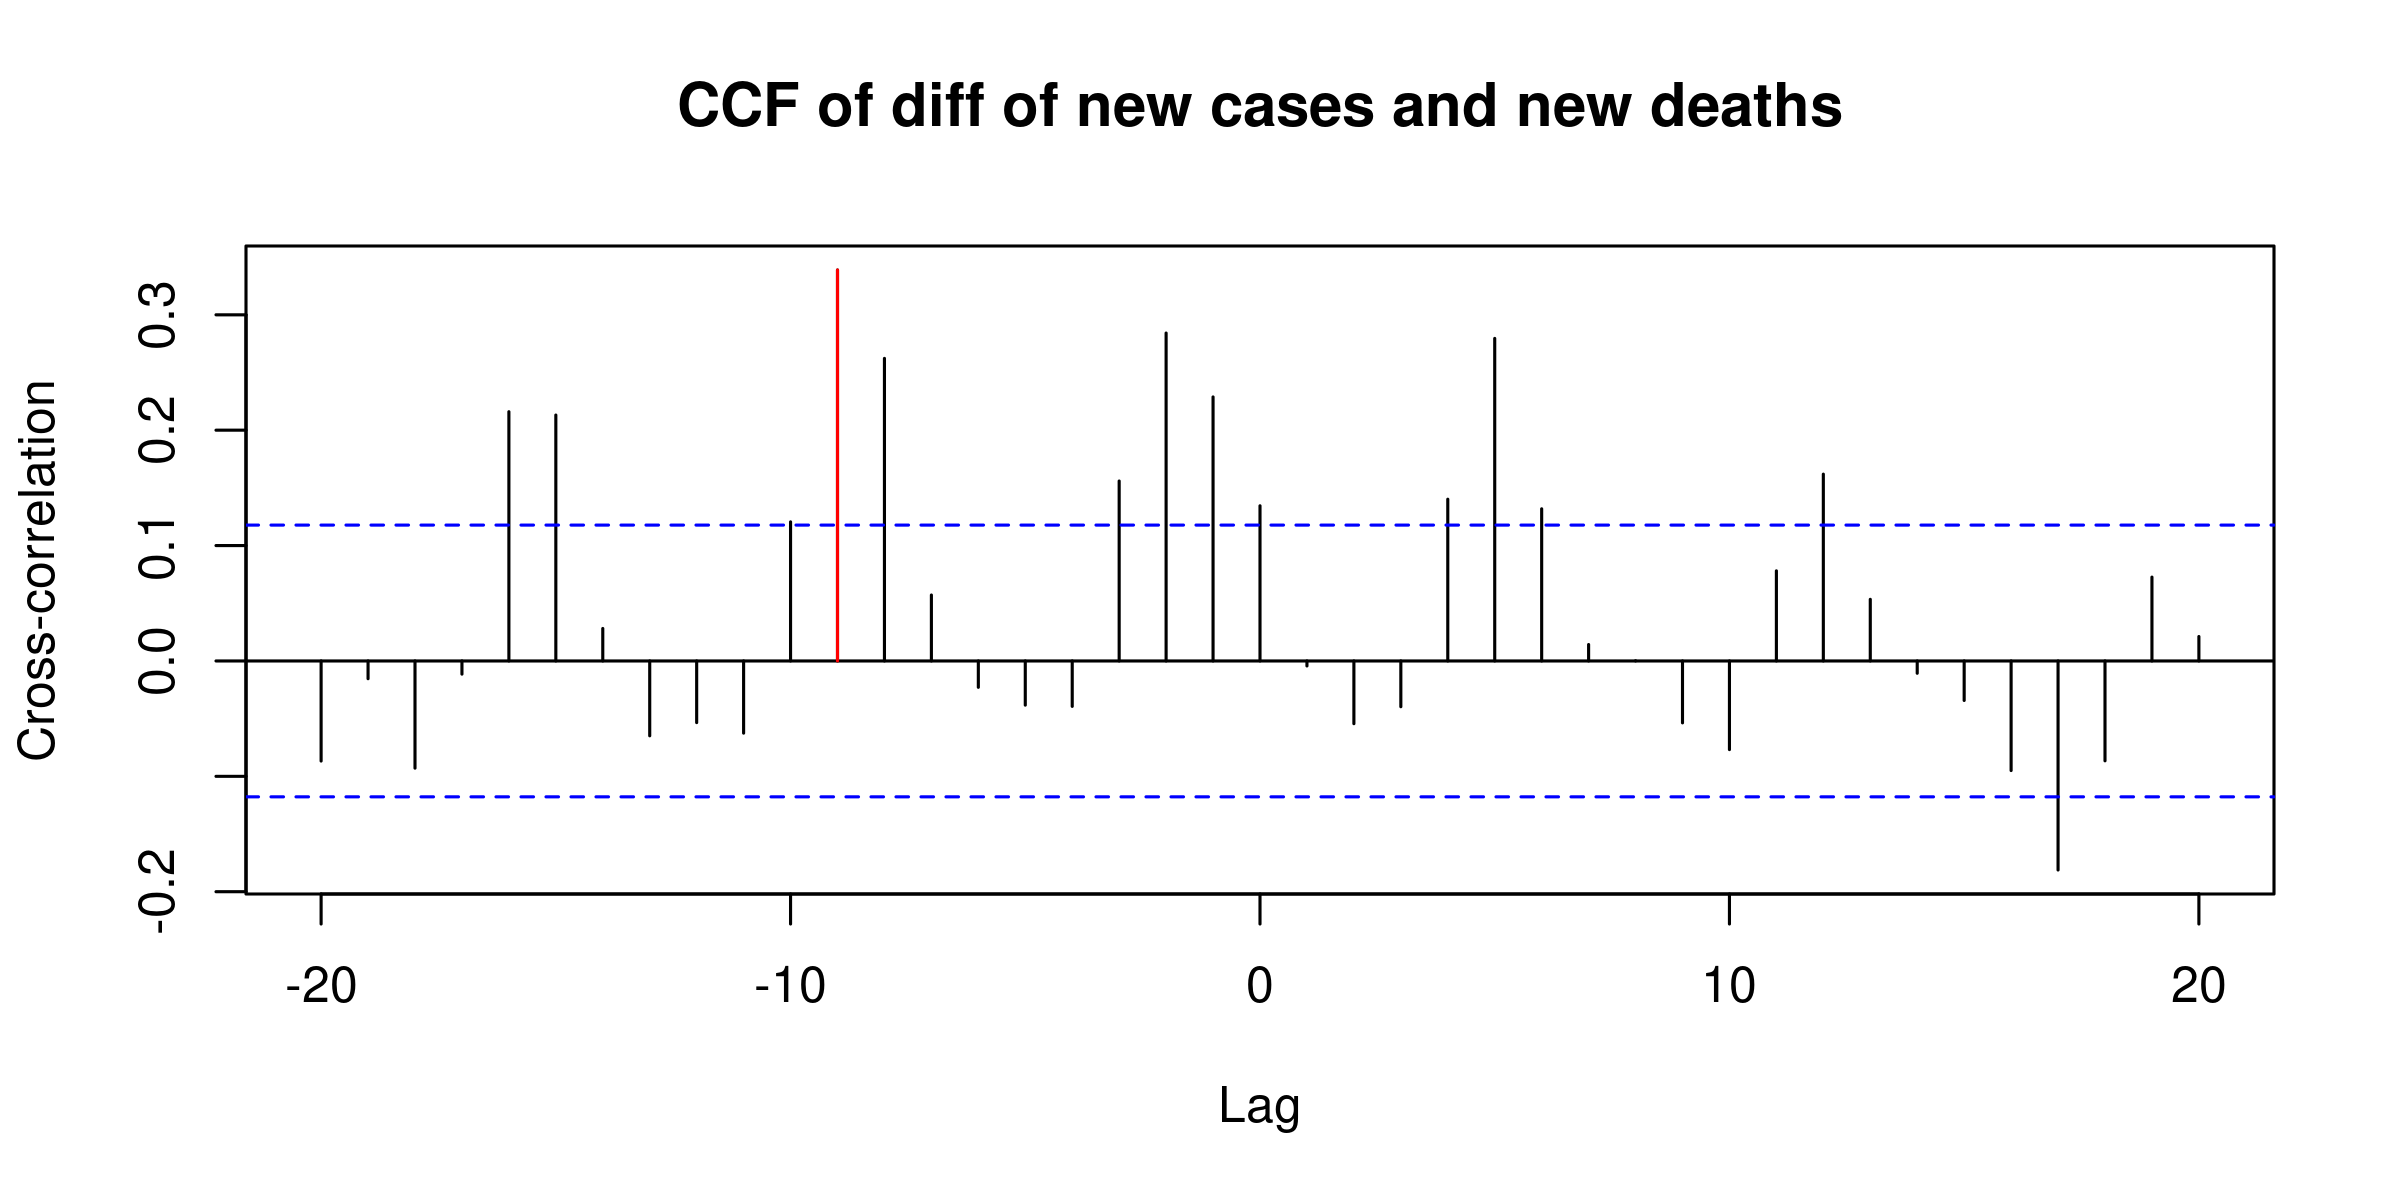 CCF of diff of new cases and new deaths
Cross-correlation
0.3
0.2
0.1
0.0
-0.2
-20 -10 0 10 20
Lag